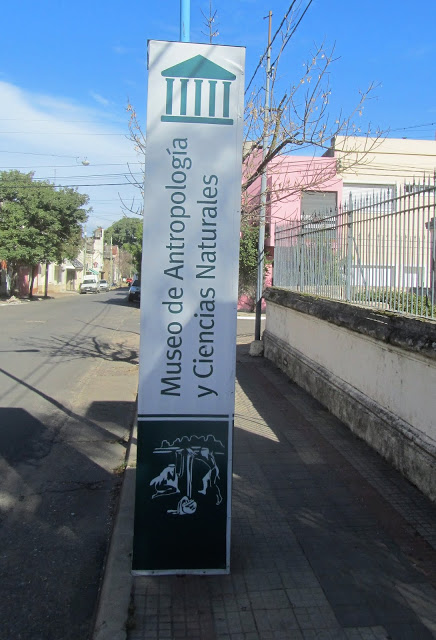 Museo de Antropología
y Ciencias Naturales